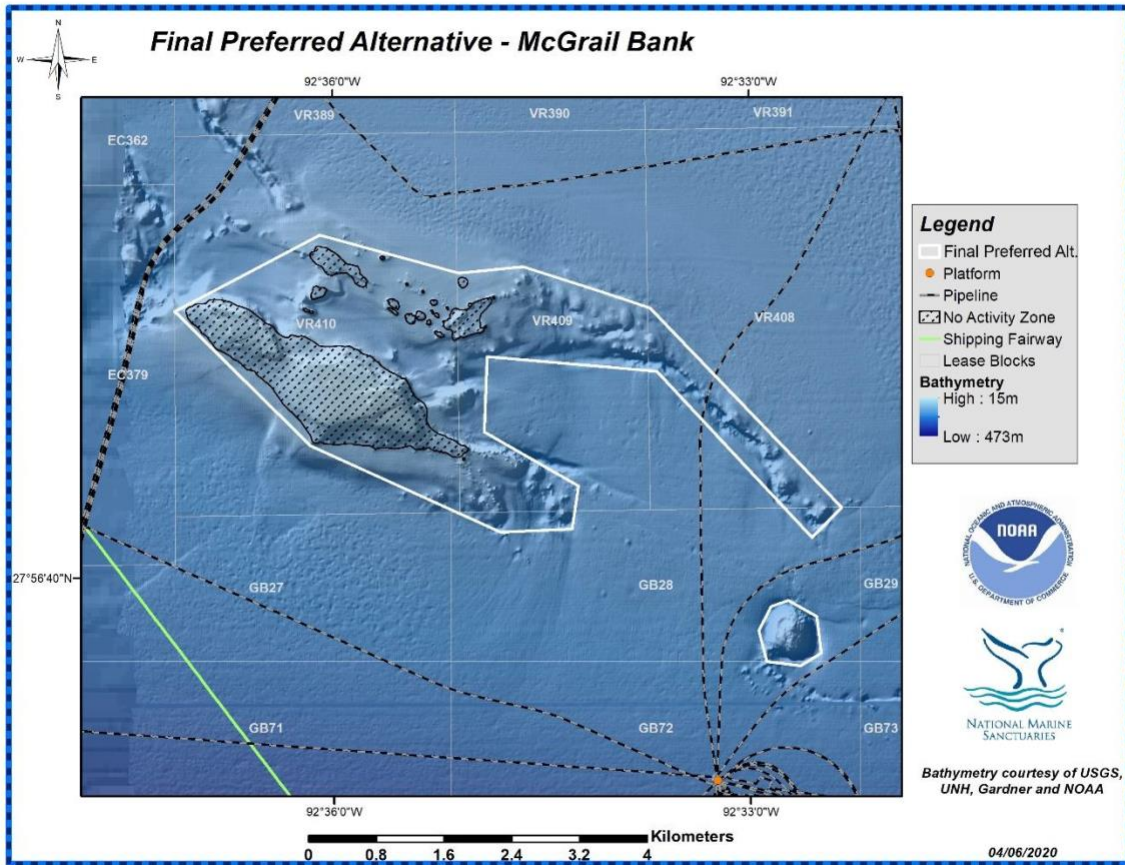 Final Preferred Alternative - McGrail Bank
N
W E
S
92°36'0"W 92°33'0"W
VR389 VR390 VR391
EC362
VR410 VR409 VR408
EC379
27°56'40"N
GB27 GB28 GB29
GB71 GB72 GB73
92°36'0"W 92°33'0"W
Legend
Final Preferred Alt.
Platform
Pipeline
No Activity Zone
Shipping Fairway
Lease Blocks
Bathymetry
High : 15m
Low : 473m
NATIONAL OCEANIC AND ATMOSPHERIC ADMINISTRATION
NOAA
U.S. DEPARTMENT OF COMMERCE
®
NATIONAL MARINE
SANCTUARIES
Bathymetry courtesy of USGS,
UNH, Gardner and NOAA
Kilometers
0 0.8 1.6 2.4 3.2 4
04/06/2020